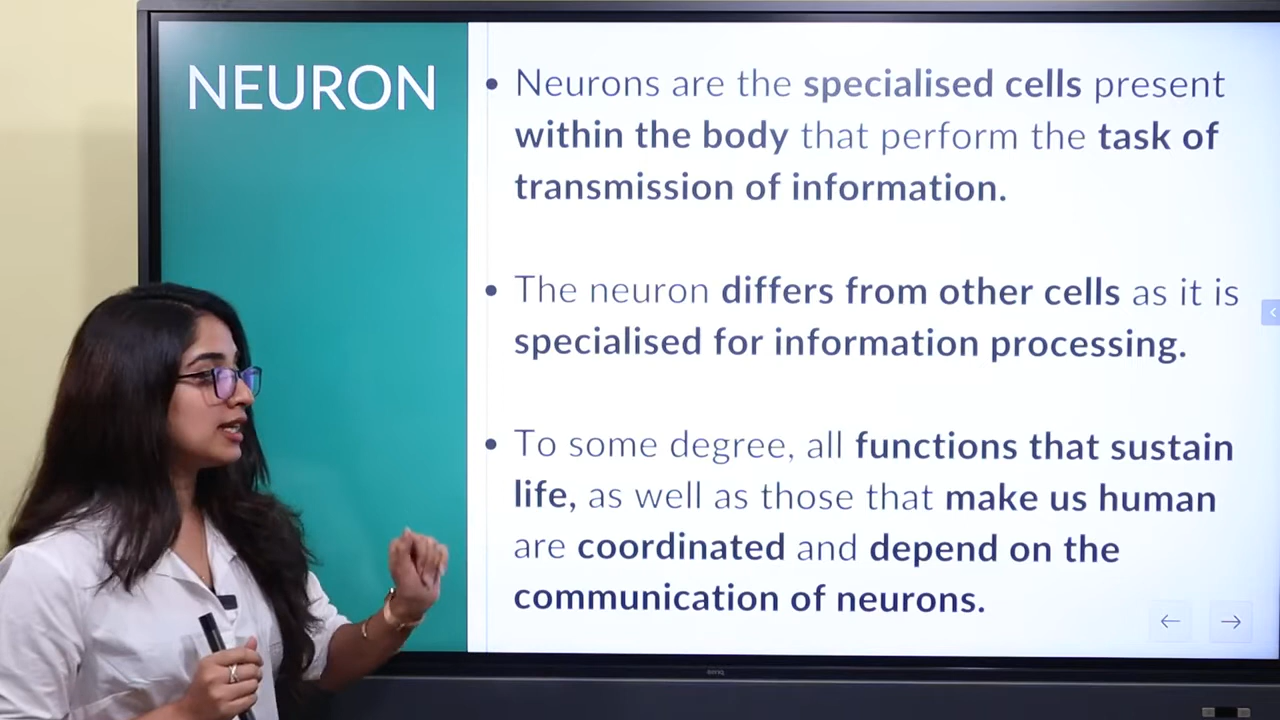 NEURON
• Neurons are the specialised cells present
within the body that perform the task of
transmission of information.
• The neuron differs from other cells as it is
specialised for information processing.
• To some degree, all functions that sustain
life, as well as those that make us human
are coordinated and depend on the
communication of neurons.
BenQ